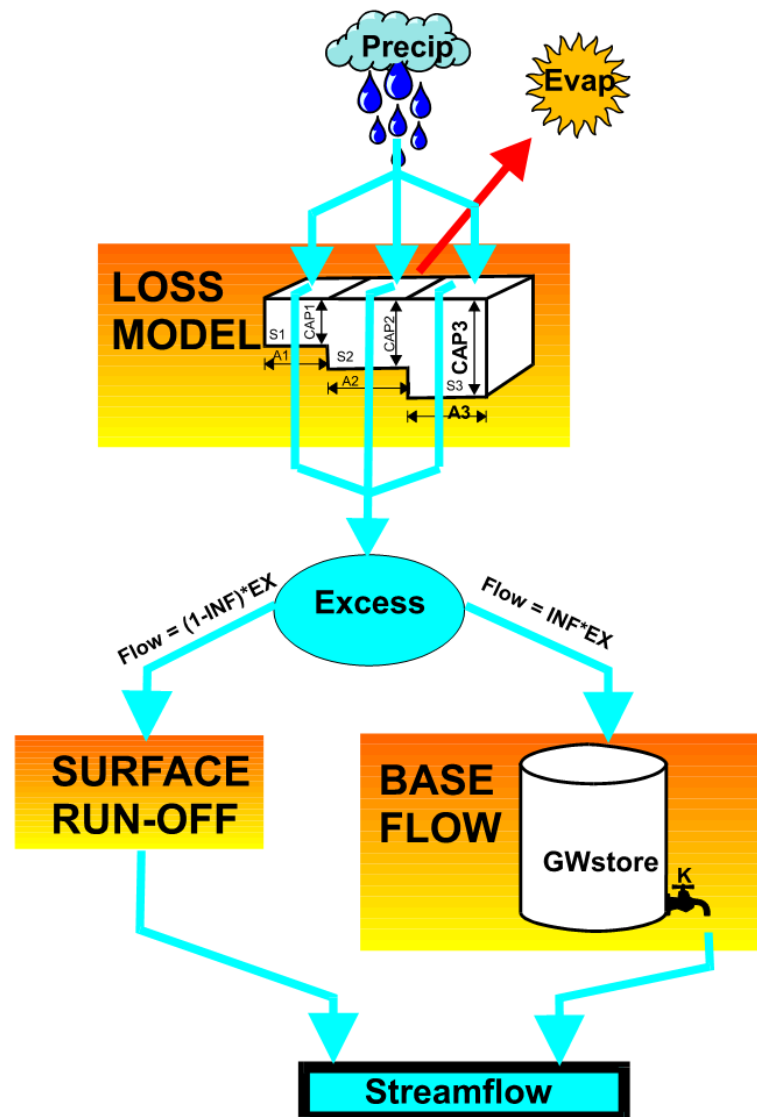 Precip
Evap
LOSS
MODEL
CAP1
CAP2
CAP3
S1
S2
S3
A1
A2
A3
Excess
Flow = (1-INF)*EX
Flow = INF*EX
SURFACE
RUN-OFF
BASE
FLOW
GWstore
K
Streamflow